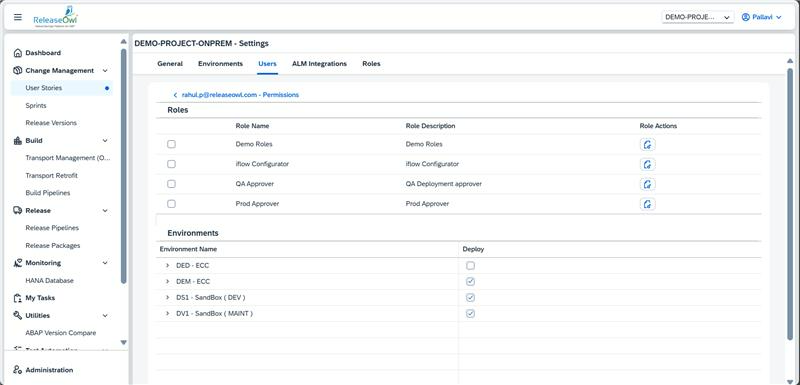 ReleaseOwl
DEMO-PROJE...
Pallavi
DEMO-PROJECT-ONPREM - Settings
Dashboard
Change Management
User Stories
Sprints
Release Versions
Build
Transport Management (O...
Transport Retrofit
Build Pipelines
Release
Release Pipelines
Release Packages
Monitoring
HANA Database
My Tasks
Utilities
ABAP Version Compare
Test Automation
Administration
General Environments Users ALM Integrations Roles
rahul.p@releaseowl.com - Permissions
Roles
Role Name Role Description Role Actions
Demo Roles Demo Roles
iflow Configurator iflow Configurator
QA Approver QA Deployment approver
Prod Approver Prod Approver
Environments
Environment Name Deploy
DED - ECC
DEM - ECC
DS1 - SandBox ( DEV )
DV1 - SandBox ( MAINT )